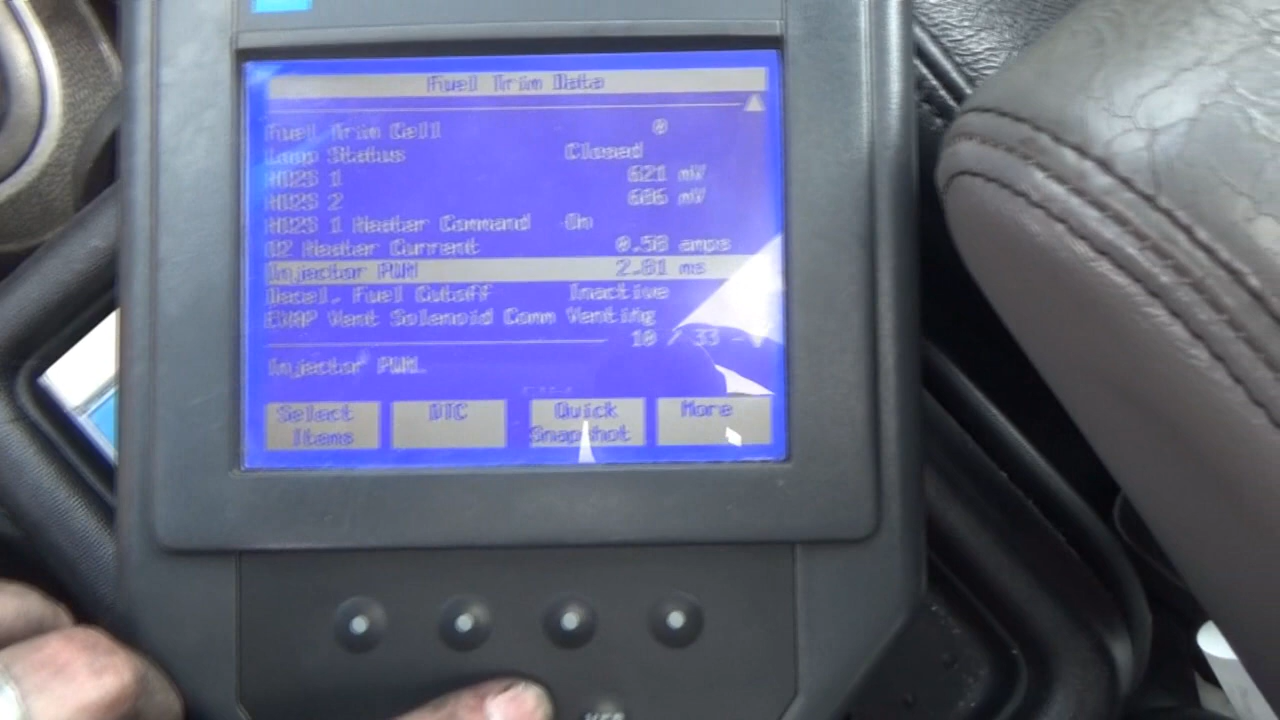 Fuel Trim Data
Fuel Trim Cell 0
Loop Status Closed
HO2S 1 621 mV
HO2S 2 686 mV
HO2S 1 Heater Command On
O2 Heater Current 0.58 amps
Injector PWM 2.81 ms
Decel. Fuel Cutoff Inactive
EVAP Vent Solenoid Comm Venting
10 / 33
Injector PWM
Select Items
DTC
Quick Snapshot
More